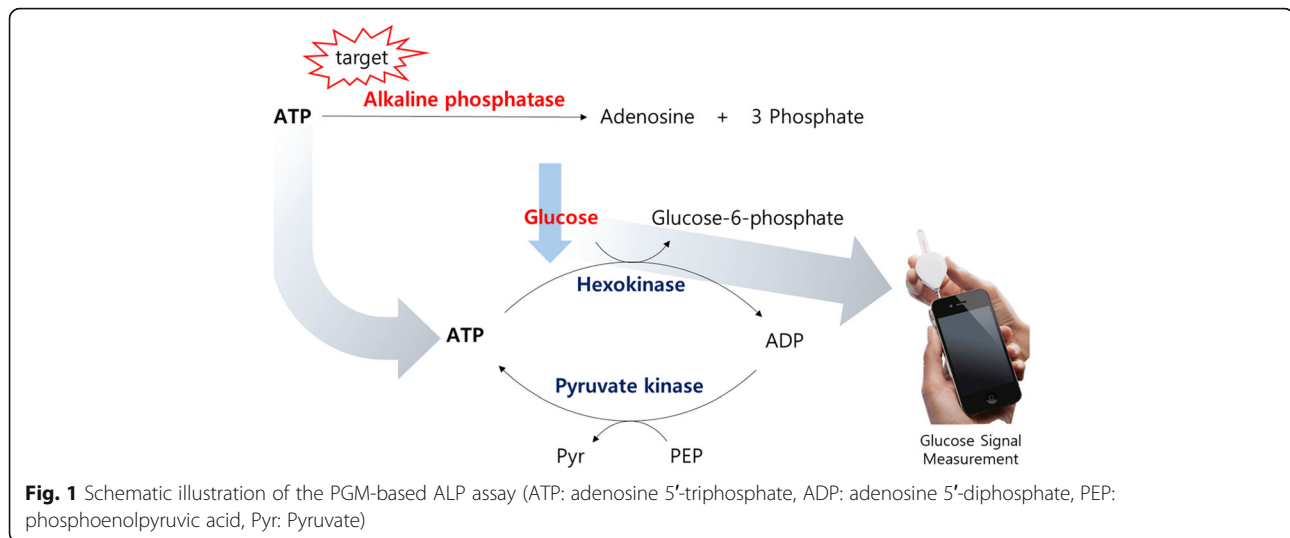 target
Alkaline phosphatase
ATP
Adenosine + 3 Phosphate
Glucose
Glucose-6-phosphate
Hexokinase
ATP
ADP
Pyruvate kinase
Pyr
PEP
Glucose Signal
Measurement
Fig. 1 Schematic illustration of the PGM-based ALP assay (ATP: adenosine 5′-triphosphate, ADP: adenosine 5′-diphosphate, PEP:
phosphoenolpyruvic acid, Pyr: Pyruvate)